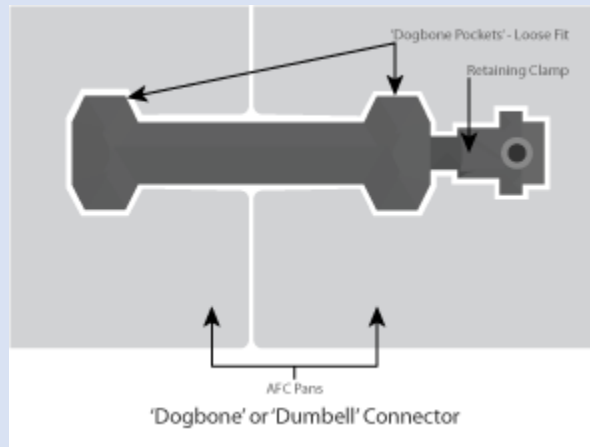 'Dogbone Pockets' - Loose Fit
Retaining Clamp
AFC Pans
'Dogbone' or 'Dumbell' Connector